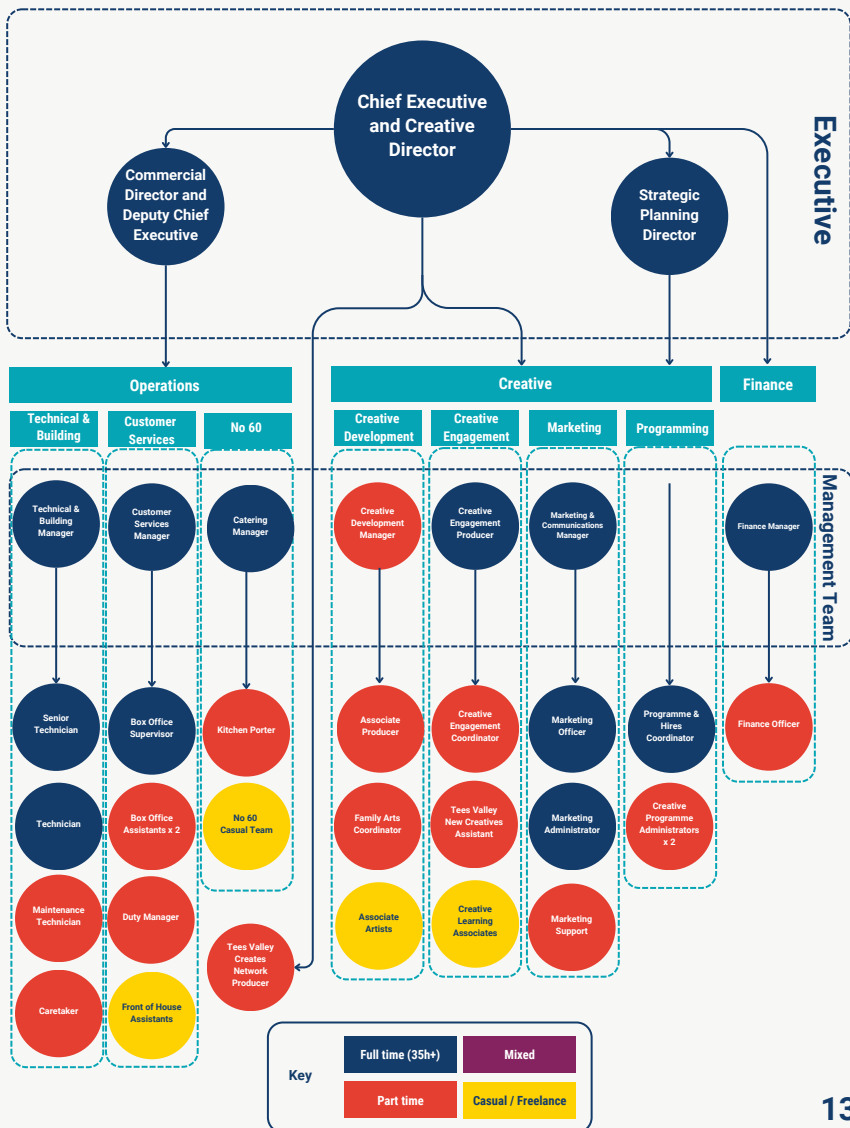 Chief Executive
and Creative
Director
Executive
Commercial
Director and
Deputy Chief
Executive
Strategic
Planning
Director
Operations
Creative
Finance
Technical &
Building
Customer
Services
No 60
Creative
Development
Creative
Engagement
Marketing
Programming
Management Team
Technical &
Building
Manager
Customer
Services
Manager
Catering
Manager
Creative
Development
Manager
Creative
Engagement
Producer
Marketing &
Communications
Manager
Finance Manager
Senior
Technician
Box Office
Supervisor
Kitchen Porter
Associate
Producer
Creative
Engagement
Coordinator
Marketing
Officer
Programme &
Hires
Coordinator
Finance Officer
Technician
Box Office
Assistants x 2
No 60
Casual Team
Family Arts
Coordinator
Tees Valley
New Creatives
Assistant
Marketing
Administrator
Creative
Programme
Administrators
x 2
Maintenance
Technician
Duty Manager
Tees Valley
Creates
Network
Producer
Associate
Artists
Creative
Learning
Associates
Marketing
Support
Caretaker
Front of House
Assistants
Key
Full time (35h+)
Mixed
Part time
Casual / Freelance
13